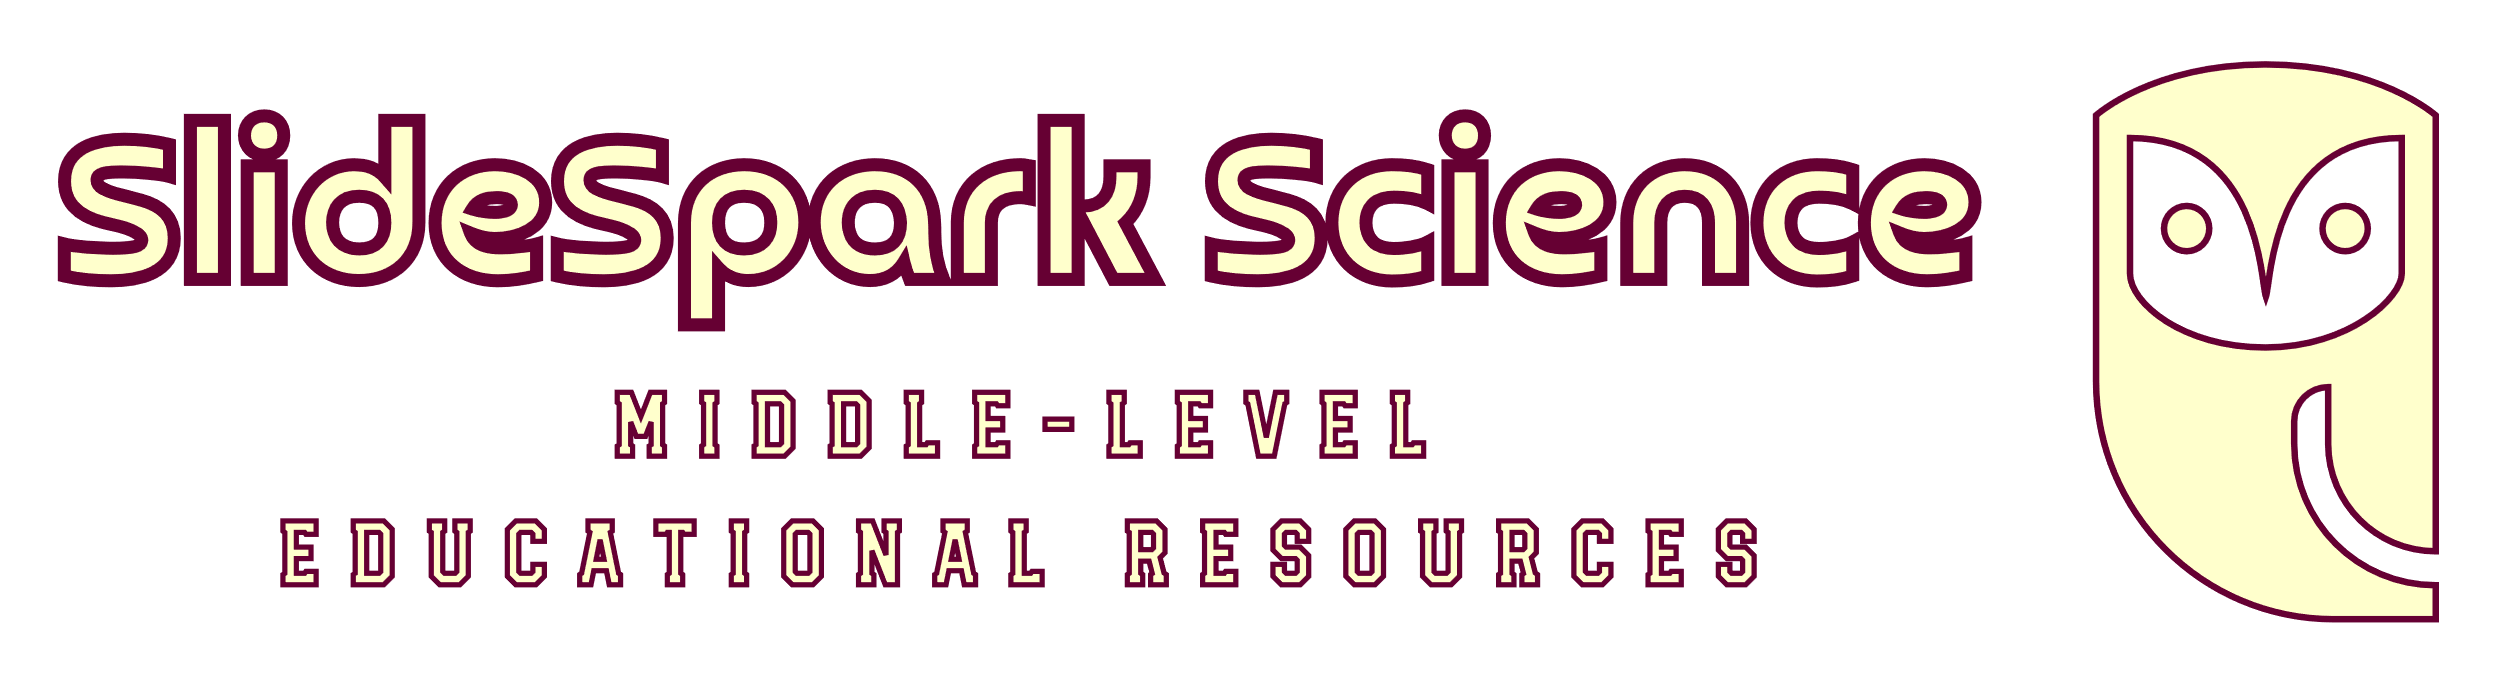 slidespark science
MIDDLE-LEVEL
EDUCATIONAL RESOURCES